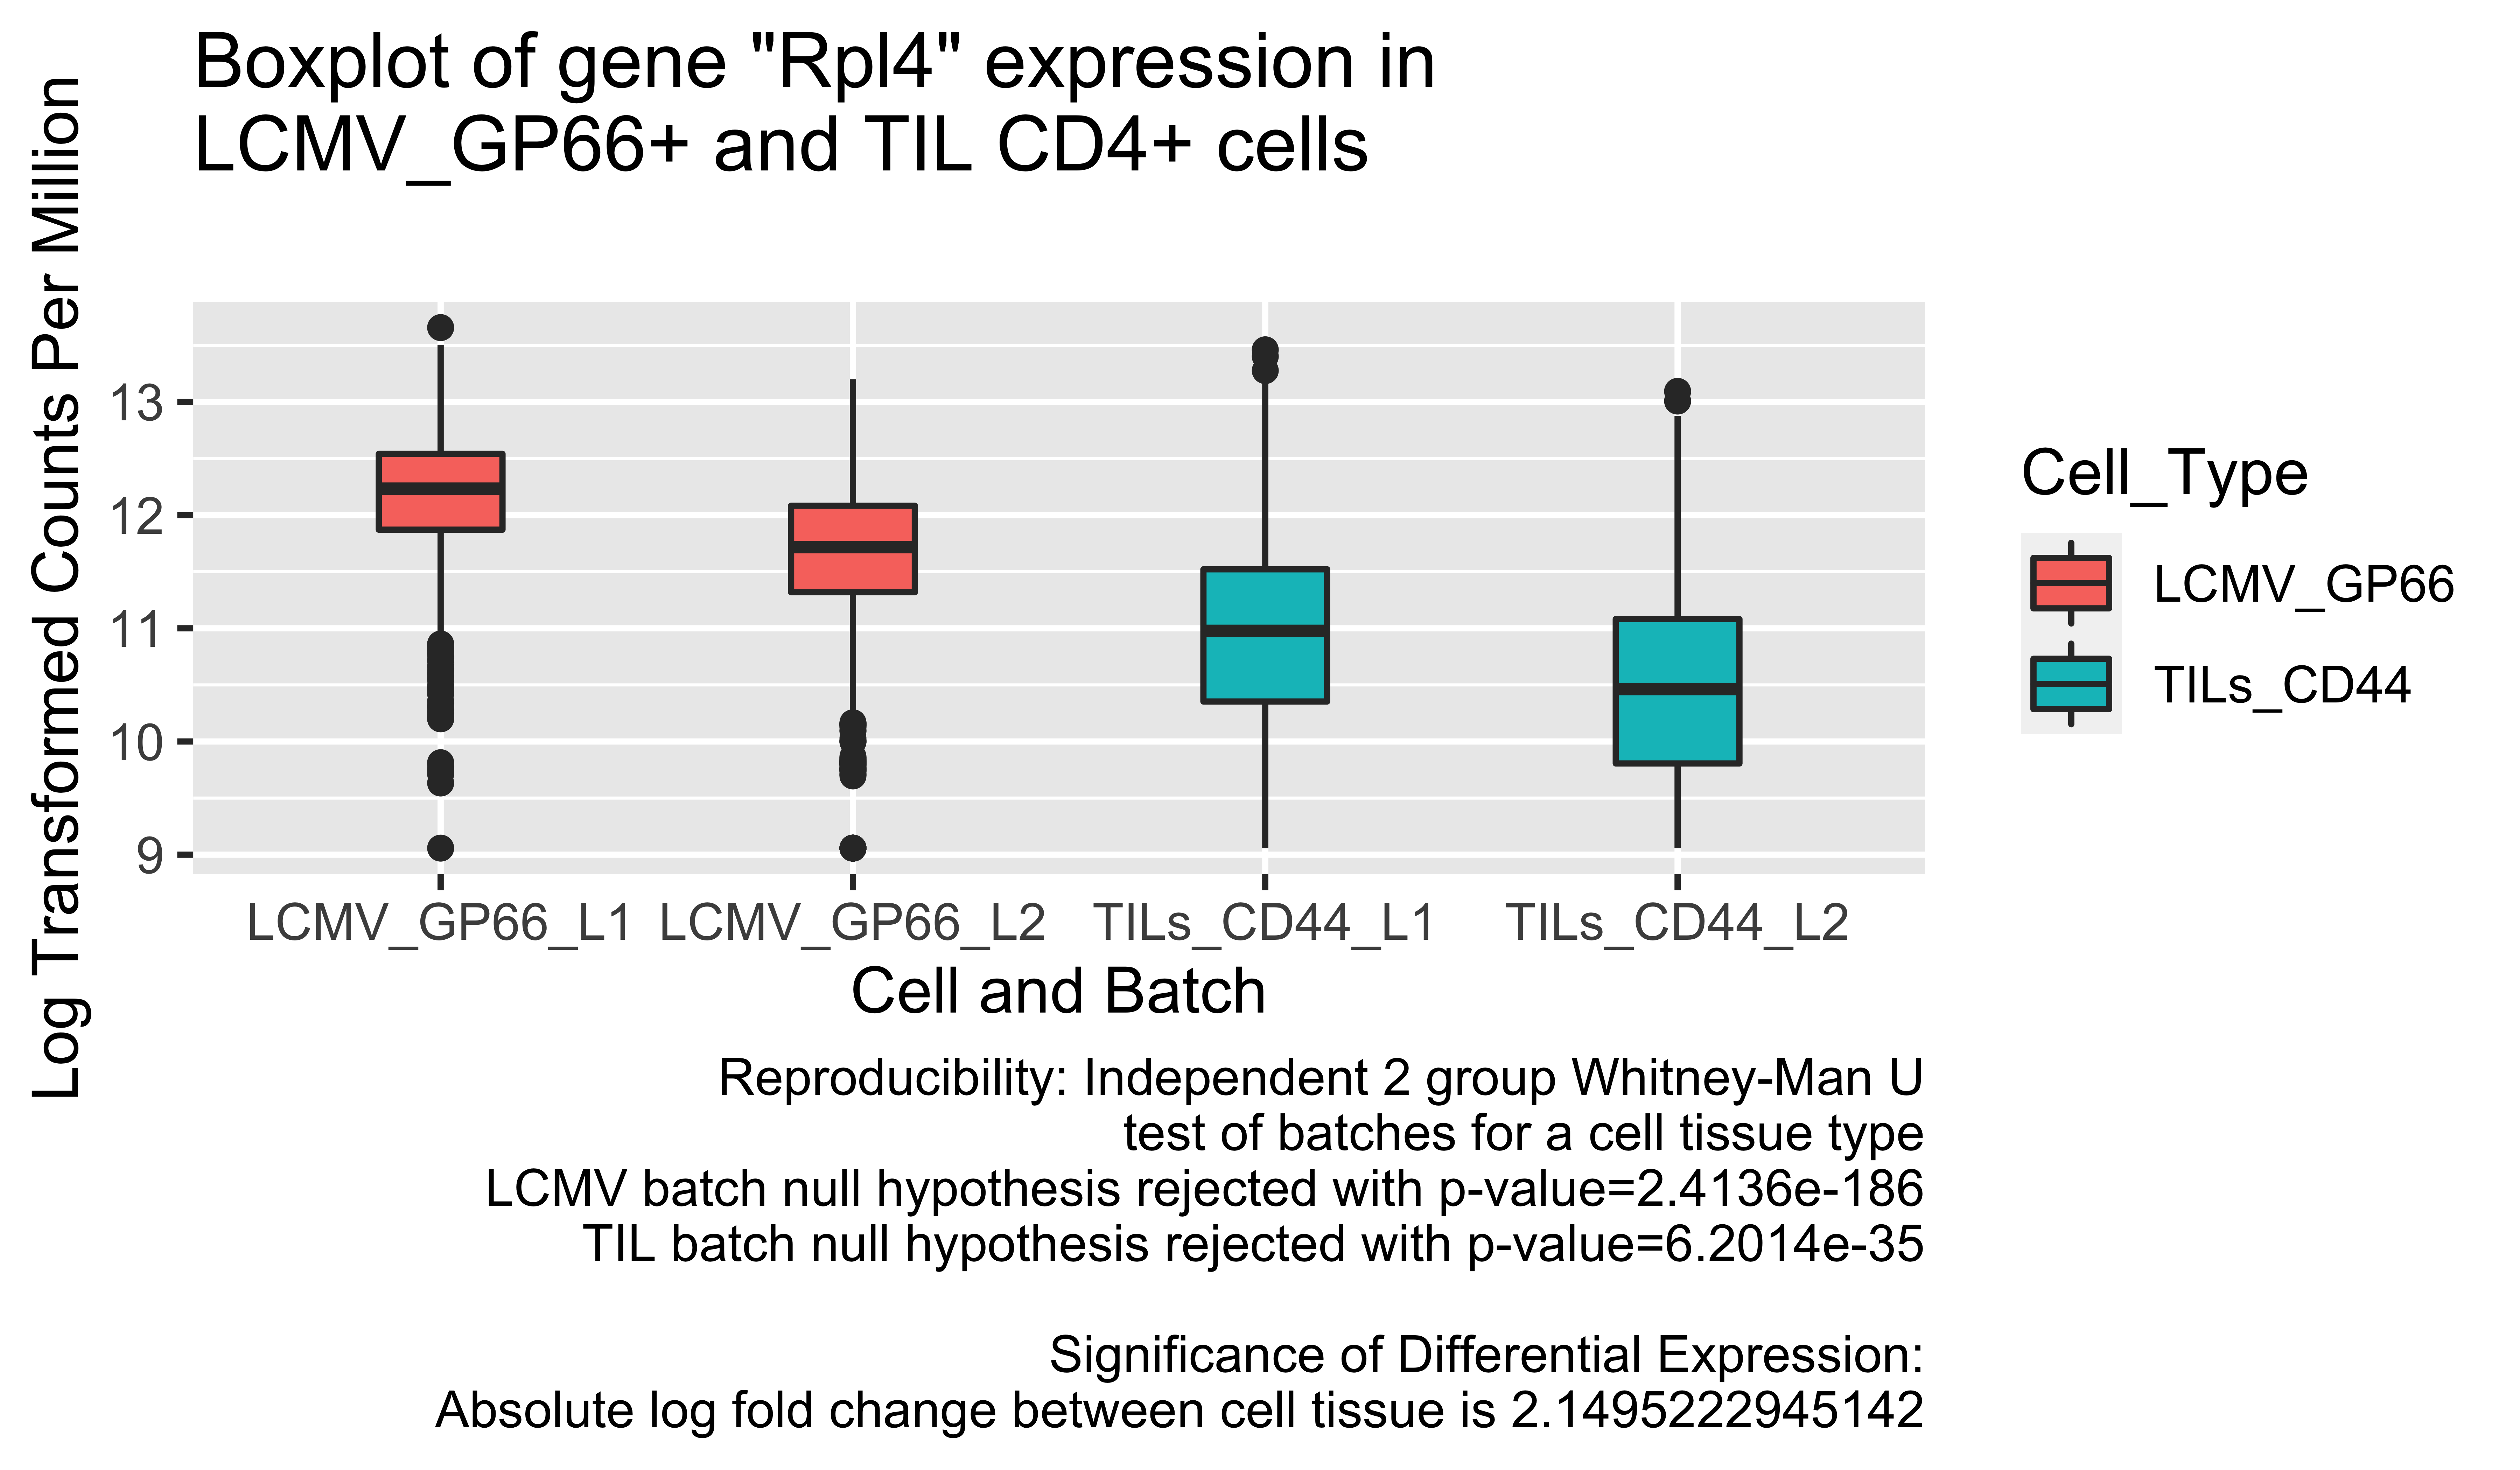 Boxplot of gene "Rpl4" expression in
LCMV_GP66+ and TIL CD4+ cells
Log Transformed Counts Per Million
13
12
11
10
9
LCMV_GP66_L1
LCMV_GP66_L2
TILs_CD44_L1
TILs_CD44_L2
Cell and Batch
Cell_Type
LCMV_GP66
TILs_CD44
Reproducibility: Independent 2 group Whitney-Man U
test of batches for a cell tissue type
LCMV batch null hypothesis rejected with p-value=2.4136e-186
TIL batch null hypothesis rejected with p-value=6.2014e-35
Significance of Differential Expression:
Absolute log fold change between cell tissue is 2.1495222945142